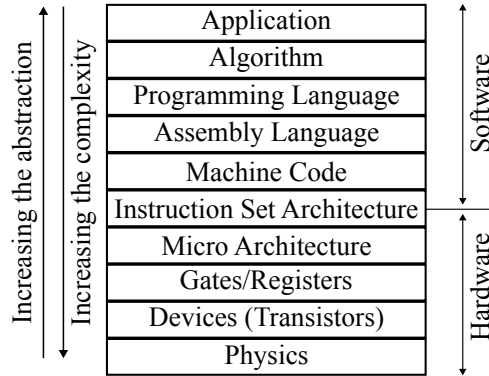 Increasing the abstraction
Increasing the complexity
Application
Algorithm
Programming Language
Assembly Language
Machine Code
Instruction Set Architecture
Micro Architecture
Gates/Registers
Devices (Transistors)
Physics
Software
Hardware